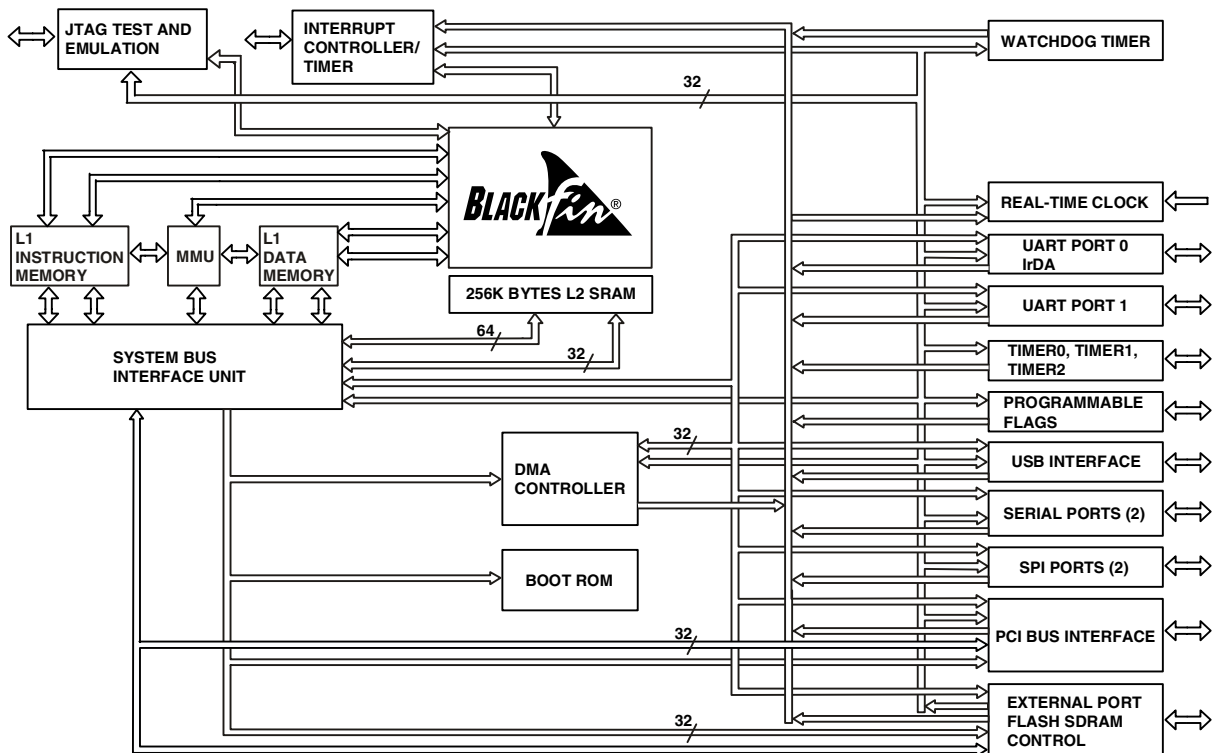 JTAG TEST AND
EMULATION
INTERRUPT
CONTROLLER/
TIMER
WATCHDOG TIMER
32
BLACKfin®
REAL-TIME CLOCK
L1
INSTRUCTION
MEMORY
MMU
L1
DATA
MEMORY
UART PORT 0
IrDA
256K BYTES L2 SRAM
UART PORT 1
64
32
SYSTEM BUS
INTERFACE UNIT
TIMER0, TIMER1,
TIMER2
PROGRAMMABLE
FLAGS
32
DMA
CONTROLLER
USB INTERFACE
SERIAL PORTS (2)
BOOT ROM
SPI PORTS (2)
32
PCI BUS INTERFACE
32
EXTERNAL PORT
FLASH SDRAM
CONTROL